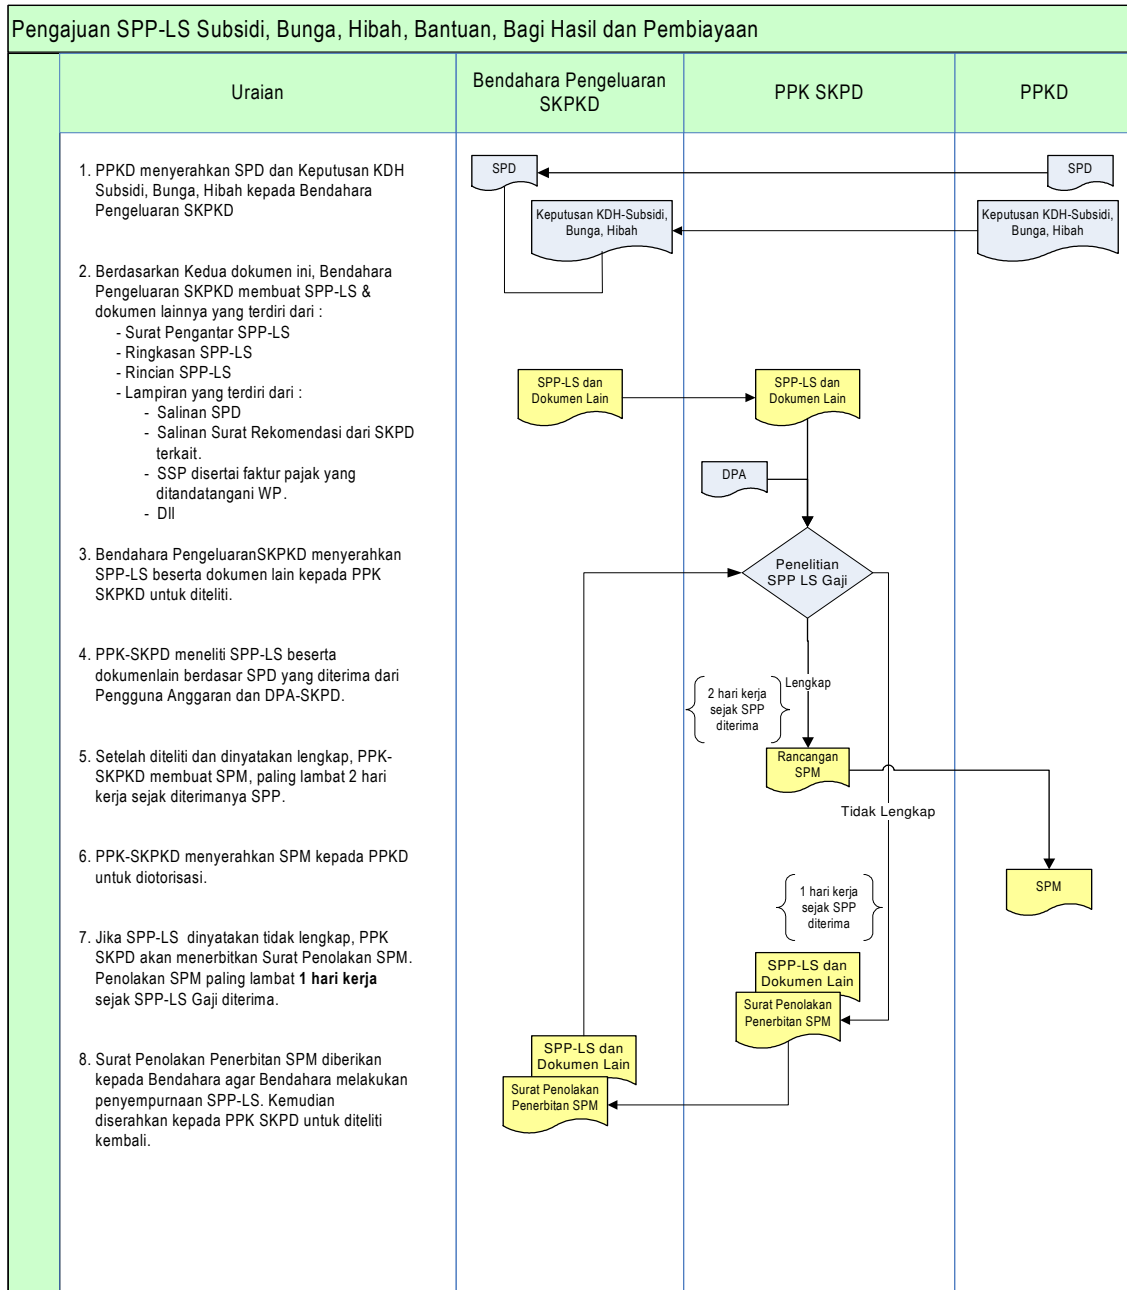 Pengajuan SPP-LS Subsidi, Bunga, Hibah, Bantuan, Bagi Hasil dan Pembiayaan
Uraian
Bendahara Pengeluaran
SKPKD
PPK SKPD
PPKD
1. PPKD menyerahkan SPD dan Keputusan KDH
Subsidi, Bunga, Hibah kepada Bendahara
Pengeluaran SKPKD
2. Berdasarkan Kedua dokumen ini, Bendahara
Pengeluaran SKPKD membuat SPP-LS &
dokumen lainnya yang terdiri dari :
- Surat Pengantar SPP-LS
- Ringkasan SPP-LS
- Rincian SPP-LS
- Lampiran yang terdiri dari :
- Salinan SPD
- Salinan Surat Rekomendasi dari SKPD
terkait.
- SSP disertai faktur pajak yang
ditandatangani WP.
- Dll
3. Bendahara PengeluaranSKPKD menyerahkan
SPP-LS beserta dokumen lain kepada PPK
SKPKD untuk diteliti.
4. PPK-SKPD meneliti SPP-LS beserta
dokumenlain berdasar SPD yang diterima dari
Pengguna Anggaran dan DPA-SKPD.
5. Setelah diteliti dan dinyatakan lengkap, PPK-
SKPKD membuat SPM, paling lambat 2 hari
kerja sejak diterimanya SPP.
6. PPK-SKPKD menyerahkan SPM kepada PPKD
untuk diotorisasi.
7. Jika SPP-LS  dinyatakan tidak lengkap, PPK
SKPD akan menerbitkan Surat Penolakan SPM.
Penolakan SPM paling lambat 1 hari kerja
sejak SPP-LS Gaji diterima.
8. Surat Penolakan Penerbitan SPM diberikan
kepada Bendahara agar Bendahara melakukan
penyempurnaan SPP-LS. Kemudian
diserahkan kepada PPK SKPD untuk diteliti
kembali.
SPD
SPD
Keputusan KDH-Subsidi,
Bunga, Hibah
Keputusan KDH-Subsidi,
Bunga, Hibah
SPP-LS dan
Dokumen Lain
SPP-LS dan
Dokumen Lain
DPA
Penelitian
SPP LS Gaji
Lengkap
2 hari kerja
sejak SPP
diterima
Rancangan
SPM
Tidak Lengkap
SPM
1 hari kerja
sejak SPP
diterima
SPP-LS dan
Dokumen Lain
Surat Penolakan
Penerbitan SPM
SPP-LS dan
Dokumen Lain
Surat Penolakan
Penerbitan SPM